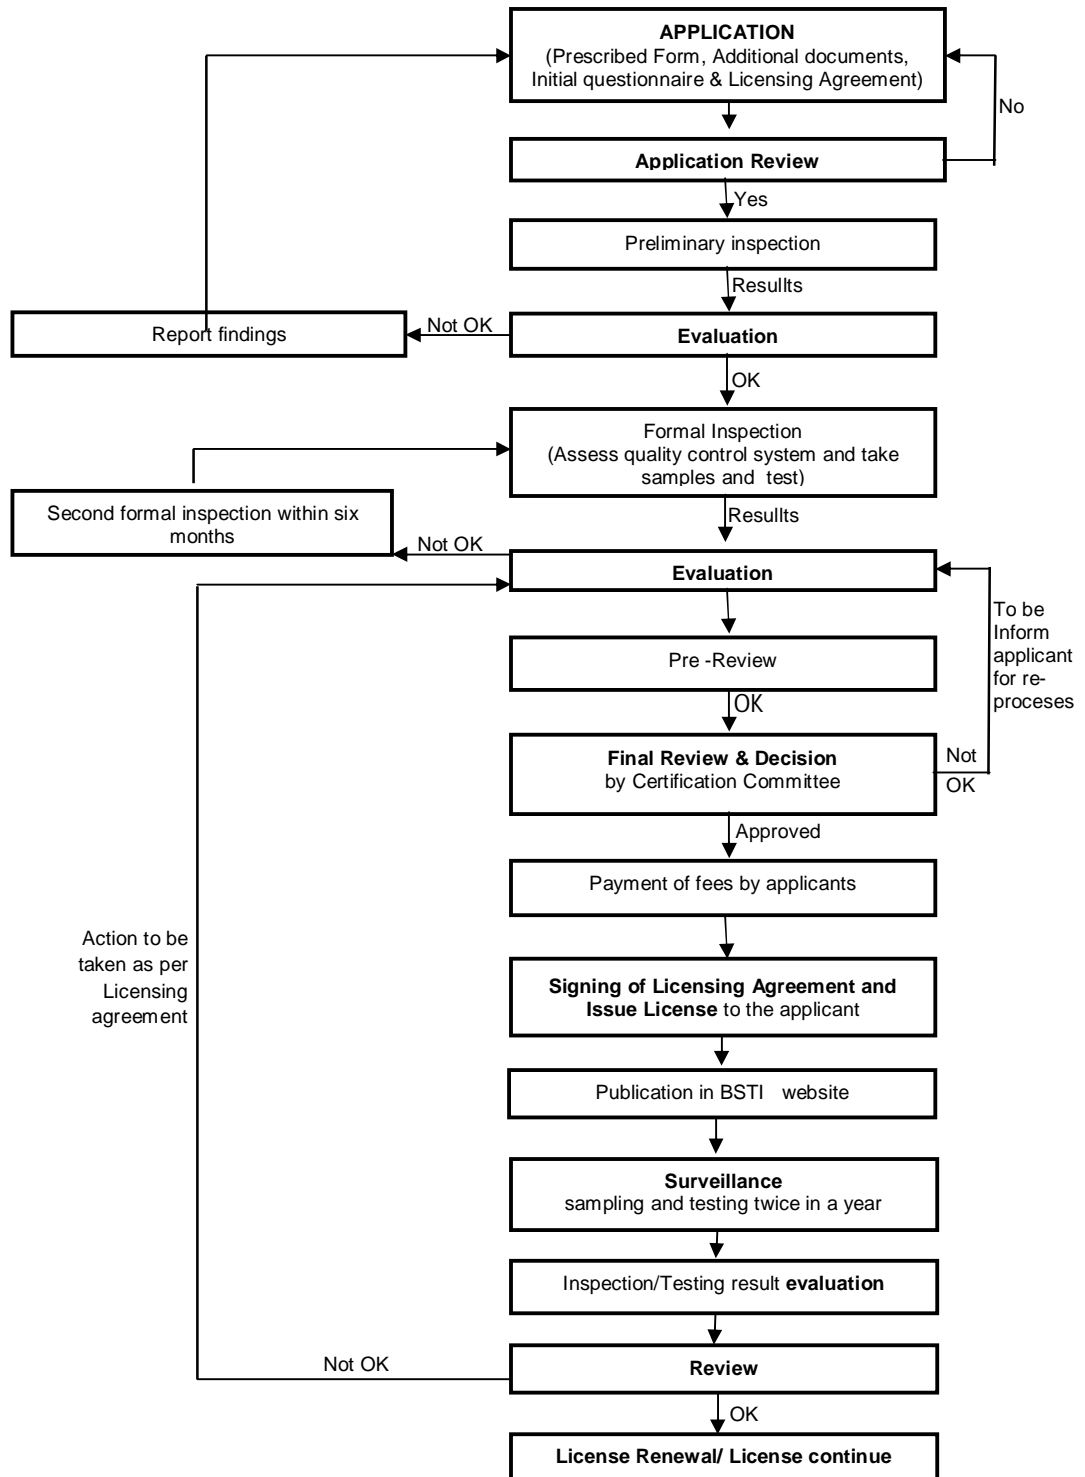 APPLICATION
(Prescribed Form, Additional documents,
Initial questionnaire & Licensing Agreement)
No
Application Review
Yes
Preliminary inspection
Resullts
Report findings
Not OK
Evaluation
OK
Formal Inspection
(Assess quality control system and take
samples and test)
Second formal inspection within six
months
Resullts
Not OK
Evaluation
To be
Inform
applicant
for re-
proceses
Pre -Review
OK
Final Review & Decision
by Certification Committee
Not
OK
Approved
Payment of fees by applicants
Action to be
taken as per
Licensing
agreement
Signing of Licensing Agreement and
Issue License to the applicant
Publication in BSTI website
Surveillance
sampling and testing twice in a year
Inspection/Testing result evaluation
Not OK
Review
OK
License Renewal/ License continue